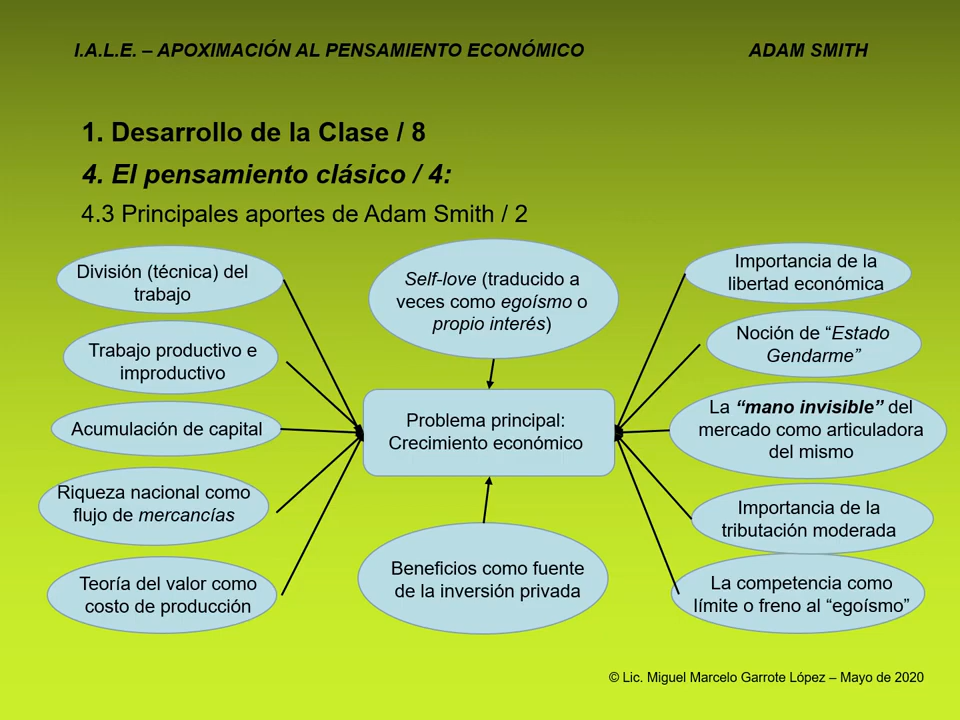 I.A.L.E. – APOXIMACIÓN AL PENSAMIENTO ECONÓMICO
ADAM SMITH
1. Desarrollo de la Clase / 8
4. El pensamiento clásico / 4:
4.3 Principales aportes de Adam Smith / 2
División (técnica) del
trabajo
Trabajo productivo e
improductivo
Acumulación de capital
Riqueza nacional como
flujo de mercancías
Teoría del valor como
costo de producción
Self-love (traducido a
veces como egoísmo o
propio interés)
Problema principal:
Crecimiento económico
Beneficios como fuente
de la inversión privada
Importancia de la
libertad económica
Noción de “Estado
Gendarme”
La “mano invisible” del
mercado como articuladora
del mismo
Importancia de la
tributación moderada
La competencia como
límite o freno al “egoísmo”
© Lic. Miguel Marcelo Garrote López – Mayo de 2020